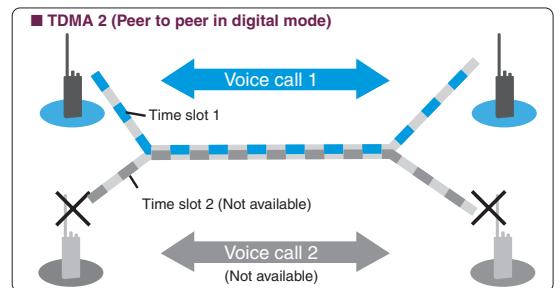 ■ TDMA 2 (Peer to peer in digital mode)
Voice call 1
Time slot 1
Time slot 2 (Not available)
Voice call 2
(Not available)